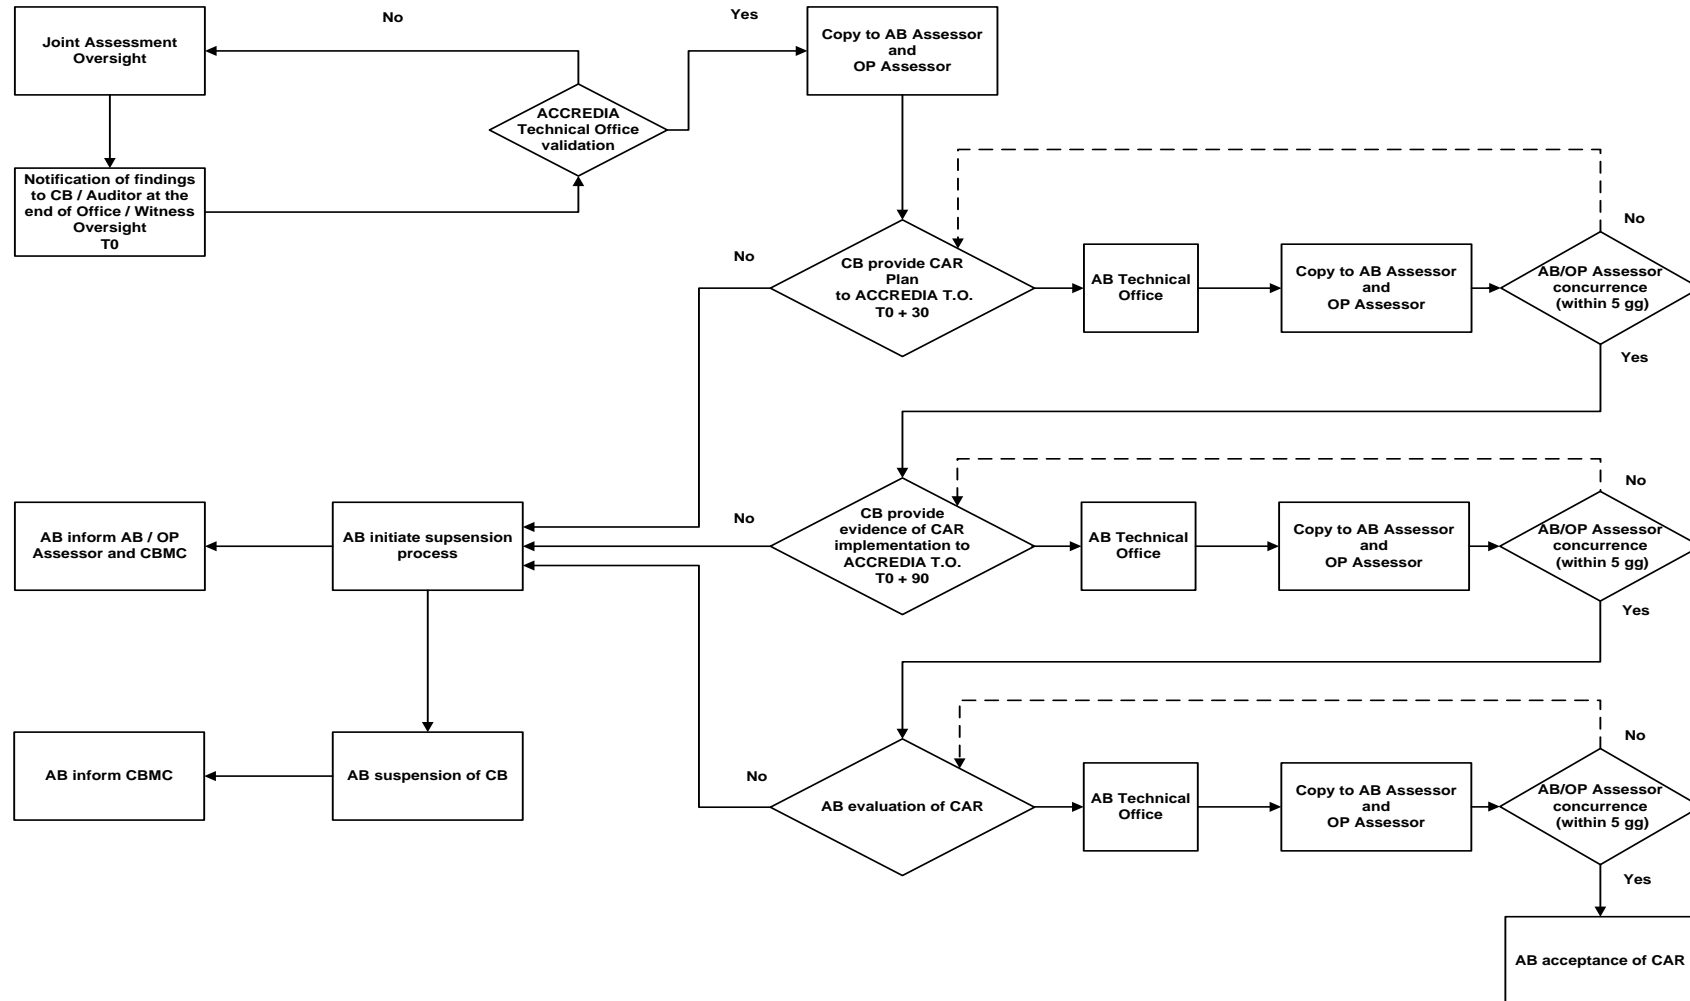 No
Yes
Joint Assessment
Oversight
Copy to AB Assessor
and
OP Assessor
ACCREDIA
Technical Office
validation
Notification of findings
to CB / Auditor at the
end of Office / Witness
Oversight
T0
No
CB provide CAR
Plan
to ACCREDIA T.O.
T0 + 30
AB Technical
Office
Copy to AB Assessor
and
OP Assessor
AB/OP Assessor
concurrence
(within 5 gg)
No
Yes
AB inform AB / OP
Assessor and CBMC
AB initiate supsension
process
No
CB provide
evidence of CAR
implementation to
ACCREDIA T.O.
T0 + 90
AB Technical
Office
Copy to AB Assessor
and
OP Assessor
AB/OP Assessor
concurrence
(within 5 gg)
No
Yes
AB inform CBMC
AB suspension of CB
No
AB evaluation of CAR
AB Technical
Office
Copy to AB Assessor
and
OP Assessor
AB/OP Assessor
concurrence
(within 5 gg)
No
Yes
AB acceptance of CAR